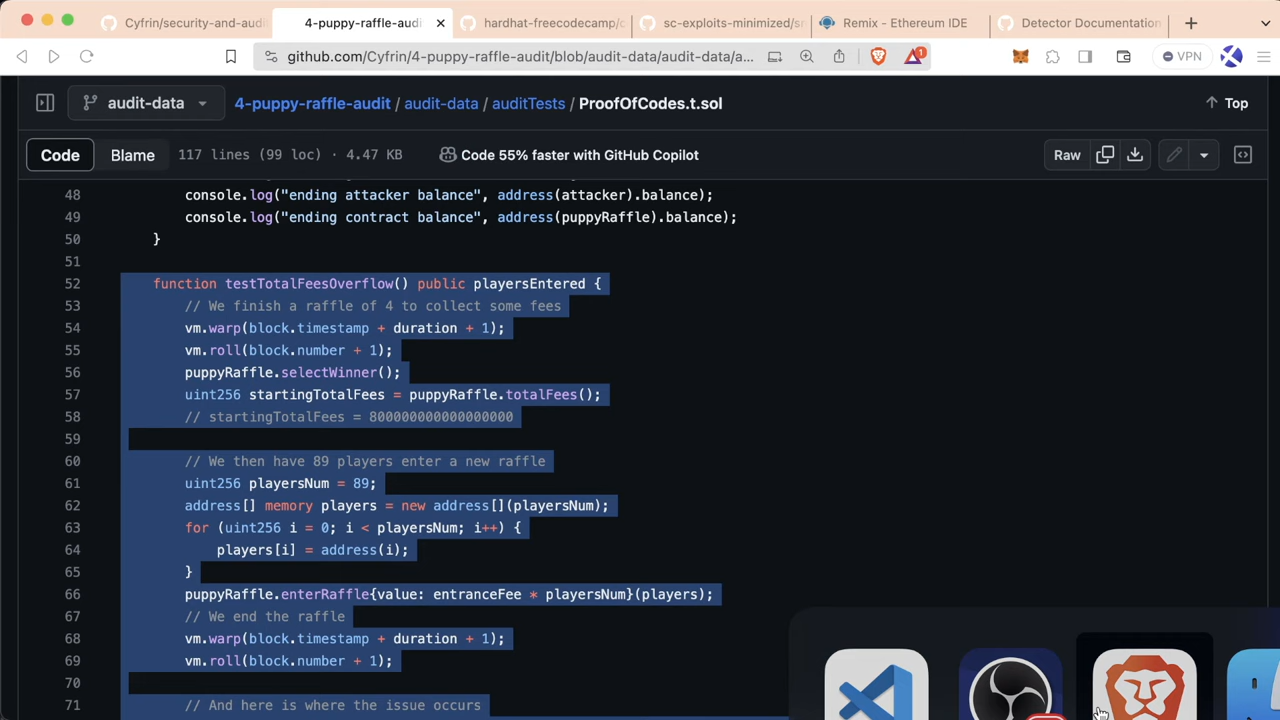 Cyfrin/security-and-audi
4-puppy-raffle-audi
hardhat-freecodecamp/c
sc-exploits-minimized/sr
Remix - Ethereum IDE
Detector Documentation
github.com/Cyfrin/4-puppy-raffle-audit/blob/audit-data/audit-data/a...
1
VPN
audit-data
4-puppy-raffle-audit / audit-data / auditTests / ProofOfCodes.t.sol
Top
Code
Blame
117 lines (99 loc) · 4.47 KB
Code 55% faster with GitHub Copilot
Raw
48 console.log("ending attacker balance", address(attacker).balance);
49 console.log("ending contract balance", address(puppyRaffle).balance);
50 }
51
52 function testTotalFeesOverflow() public playersEntered {
53 // We finish a raffle of 4 to collect some fees
54 vm.warp(block.timestamp + duration + 1);
55 vm.roll(block.number + 1);
56 puppyRaffle.selectWinner();
57 uint256 startingTotalFees = puppyRaffle.totalFees();
58 // startingTotalFees = 800000000000000000
59
60 // We then have 89 players enter a new raffle
61 uint256 playersNum = 89;
62 address[] memory players = new address[](playersNum);
63 for (uint256 i = 0; i < playersNum; i++) {
64 players[i] = address(i);
65 }
66 puppyRaffle.enterRaffle{value: entranceFee * playersNum}(players);
67 // We end the raffle
68 vm.warp(block.timestamp + duration + 1);
69 vm.roll(block.number + 1);
70
71 // And here is where the issue occurs